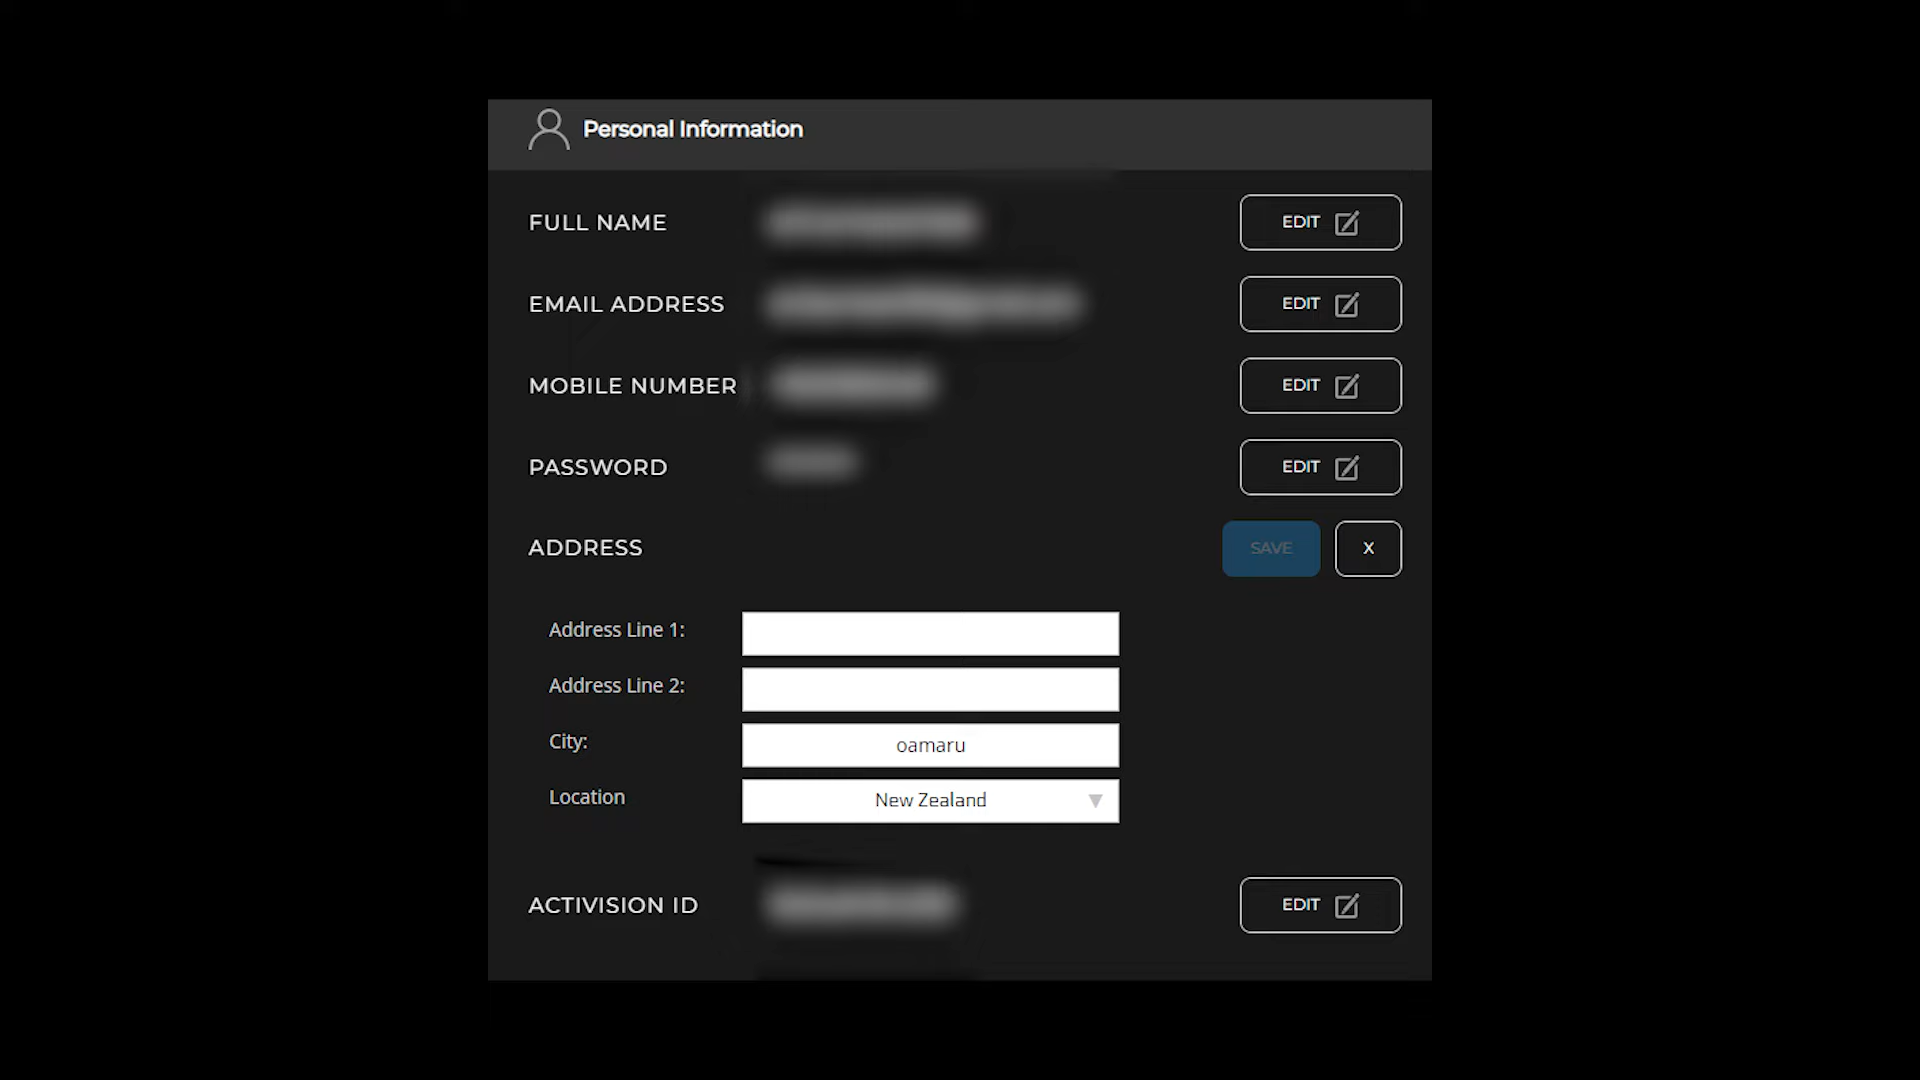 Personal Information
FULL NAME
EDIT
EMAIL ADDRESS
EDIT
MOBILE NUMBER
EDIT
PASSWORD
EDIT
ADDRESS
SAVE
X
Address Line 1:
Address Line 2:
City:
oamaru
Location
New Zealand
ACTIVISION ID
EDIT